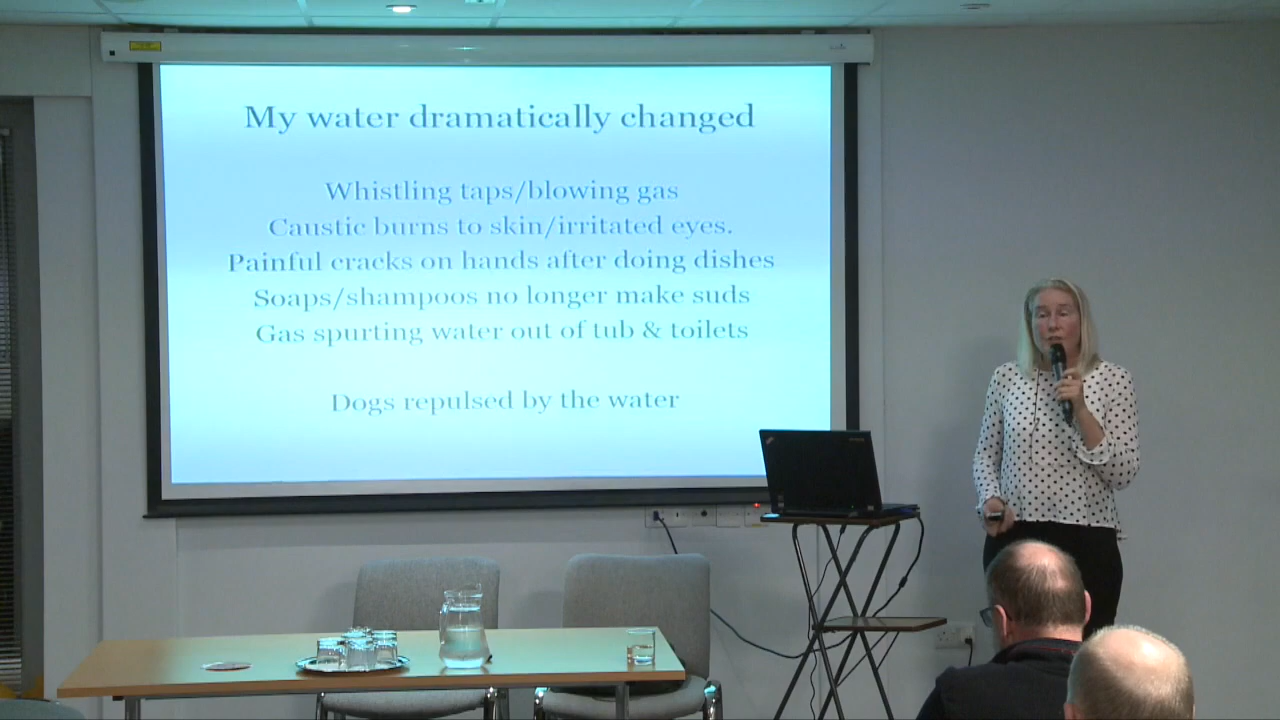 My water dramatically changed
Whistling taps/blowing gas
Caustic burns to skin/irritated eyes.
Painful cracks on hands after doing dishes
Soaps/shampoos no longer make suds
Gas spurting water out of tub & toilets
Dogs repulsed by the water